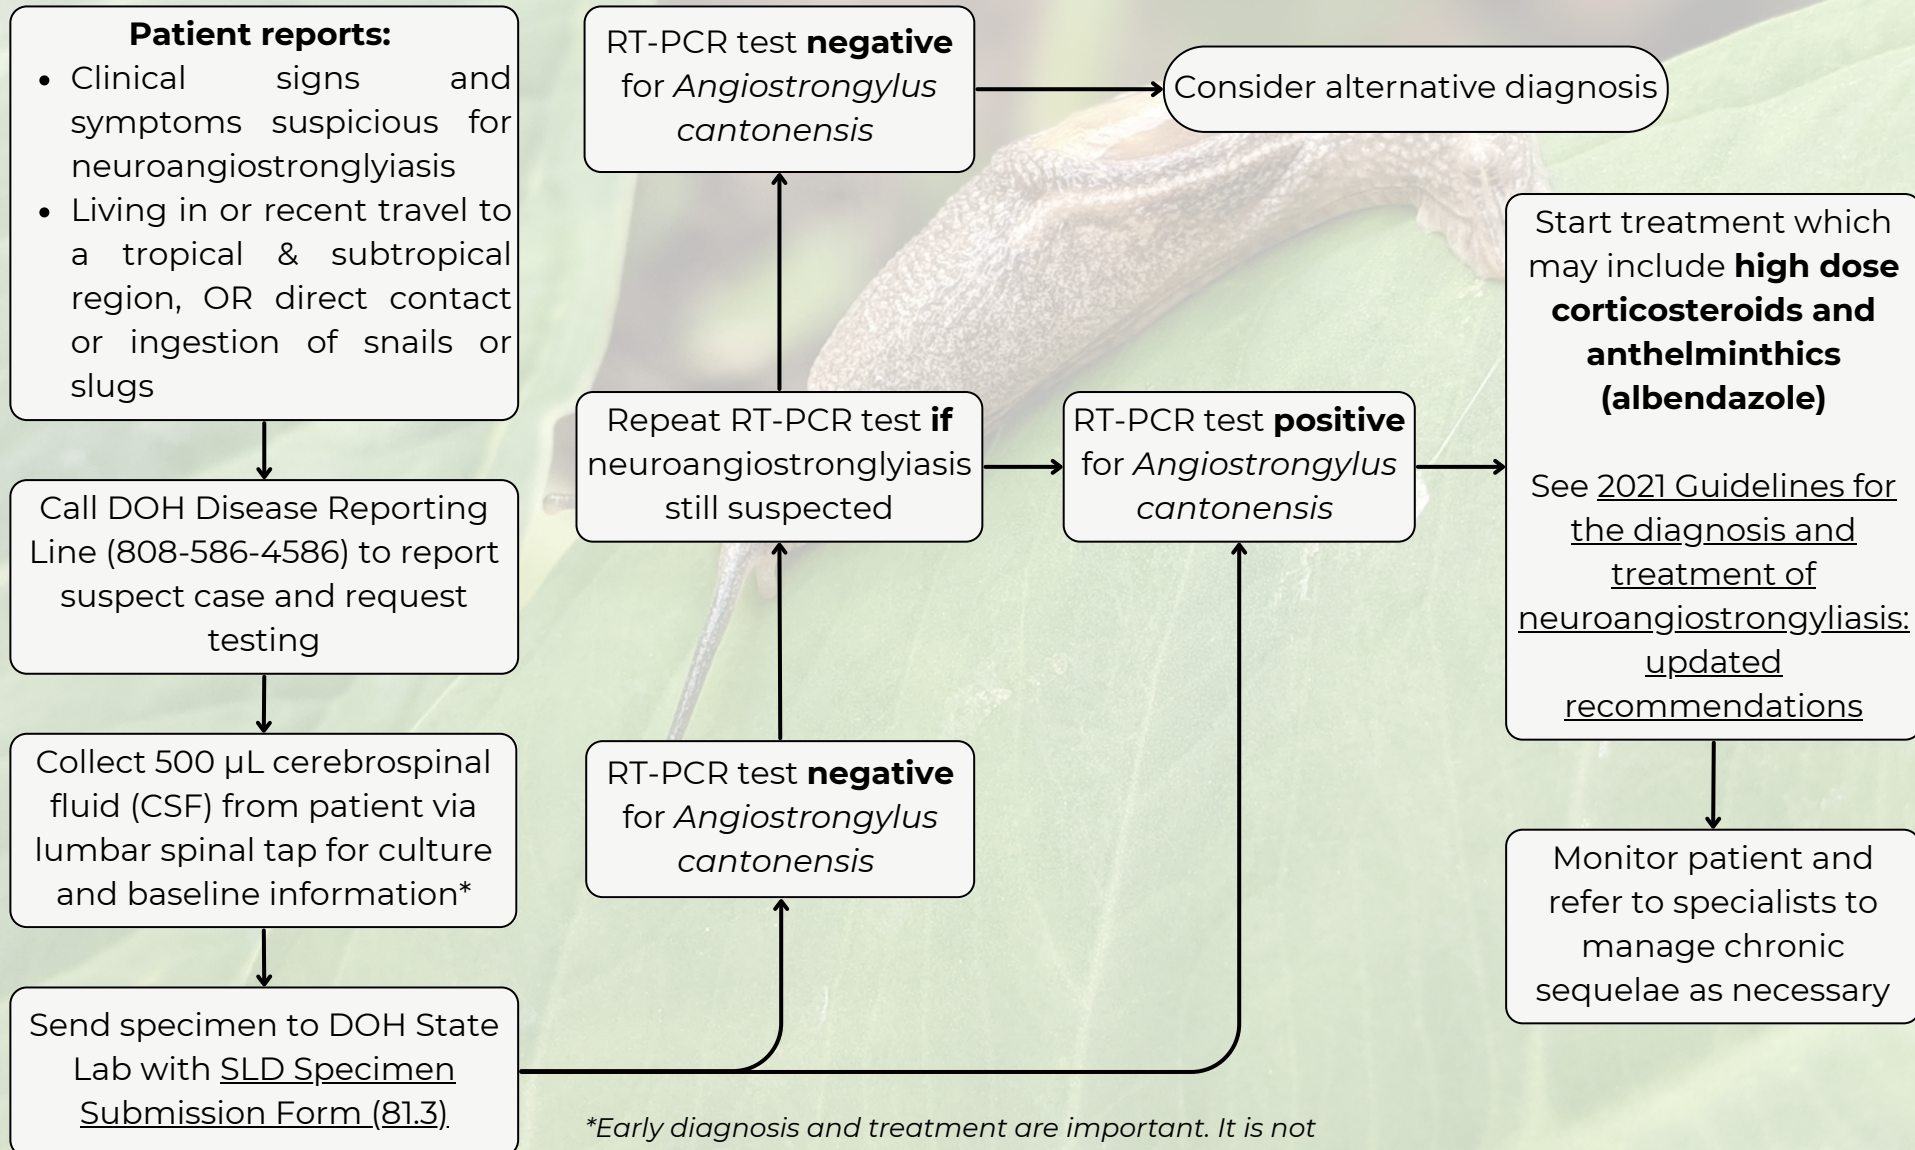 Patient reports:
• Clinical signs and
symptoms suspicious for
neuroangiostronglyiasis
• Living in or recent travel to
a tropical & subtropical
region, OR direct contact
or ingestion of snails or
slugs
Call DOH Disease Reporting
Line (808-586-4586) to report
suspect case and request
testing
Collect 500 µL cerebrospinal
fluid (CSF) from patient via
lumbar spinal tap for culture
and baseline information*
Send specimen to DOH State
Lab with SLD Specimen
Submission Form (81.3)
RT-PCR test negative
for Angiostrongylus
cantonensis
Repeat RT-PCR test if
neuroangiostronglyiasis
still suspected
RT-PCR test negative
for Angiostrongylus
cantonensis
Consider alternative diagnosis
RT-PCR test positive
for Angiostrongylus
cantonensis
Start treatment which
may include high dose
corticosteroids and
anthelminthics
(albendazole)
See 2021 Guidelines for
the diagnosis and
treatment of
neuroangiostrongyliasis:
updated
recommendations
Monitor patient and
refer to specialists to
manage chronic
sequelae as necessary
*Early diagnosis and treatment are important. It is not